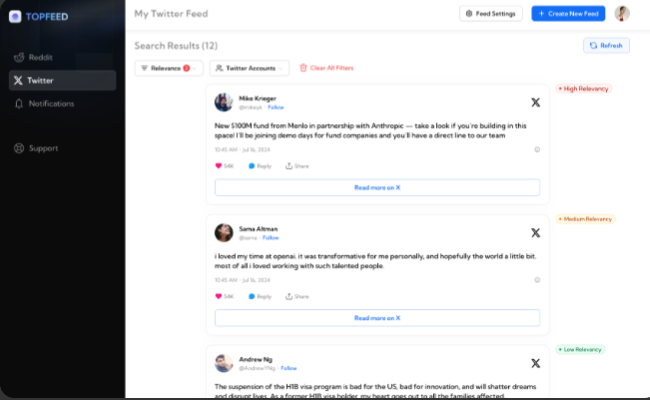 TOPFEED
My Twitter Feed
Feed Settings
+ Create New Feed
Search Results (12)
Refresh
Reddit
Twitter
Notifications
Support
Relevance
Twitter Accounts
Clear All Filters
High Relevancy
Mike Krieger
Follow
New $100M fund from Menlo in partnership with Anthropic — take a look if you're building in this
space! I'll be joining demo days for fund companies and you'll have a direct line to our team
10:45 AM · Jul 16, 2024
54K Reply Share
Read more on X
Medium Relevancy
Sama Altman
@sama · Follow
i loved my time at openai. it was transformative for me personally, and hopefully the world a little bit.
most of all i loved working with such talented people.
10:45 AM · Jul 16, 2024
54K Reply Share
Read more on X
Low Relevancy
Andrew Ng
@AndrewYNg · Follow
The suspension of the H1B visa program is bad for the US, bad for innovation, and will shatter dreams
and disrupt lives. As a former H1B visa holder, my heart goes out to all the families affected.